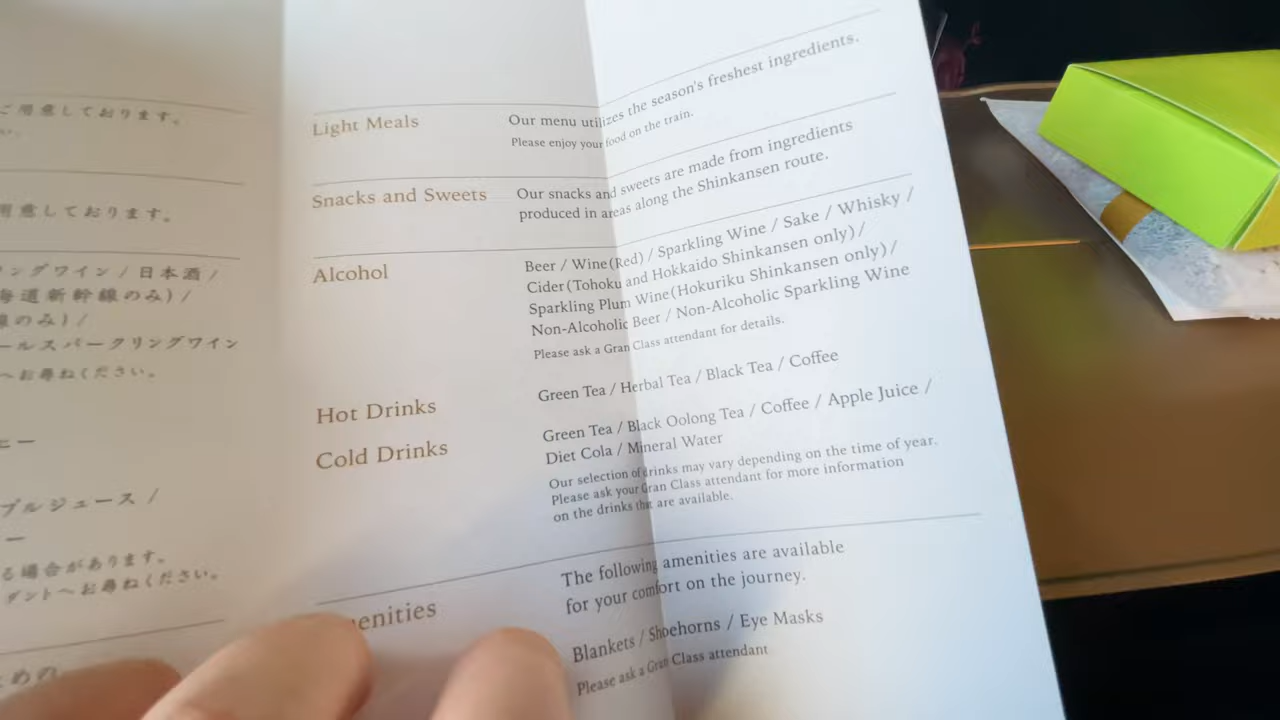 ご用意しております。
用意しております。
ングワイン / 日本酒 /
海道新幹線のみ) /
線のみ) /
ールスパークリングワイン
へお尋ねください。
ヒー
プルジュース /
ー
る場合があります。
ダントへお尋ねください。
Light Meals
Our menu utilizes the season's freshest ingredients.
Please enjoy your food on the train.
Snacks and Sweets
Our snacks and sweets are made from ingredients
produced in areas along the Shinkansen route.
Alcohol
Beer / Wine(Red) / Sparkling Wine / Sake / Whisky /
Cider(Tohoku and Hokkaido Shinkansen only) /
Sparkling Plum Wine(Hokuriku Shinkansen only) /
Non-Alcoholic Beer / Non-Alcoholic Sparkling Wine
Please ask a Gran Class attendant for details.
Hot Drinks
Green Tea / Herbal Tea / Black Tea / Coffee
Cold Drinks
Green Tea / Black Oolong Tea / Coffee / Apple Juice /
Diet Cola / Mineral Water
Our selection of drinks may vary depending on the time of year.
Please ask your Gran Class attendant for more information
on the drinks that are available.
enities
The following amenities are available
for your comfort on the journey.
Blankets / Shoehorns / Eye Masks
Please ask a Gran Class attendant